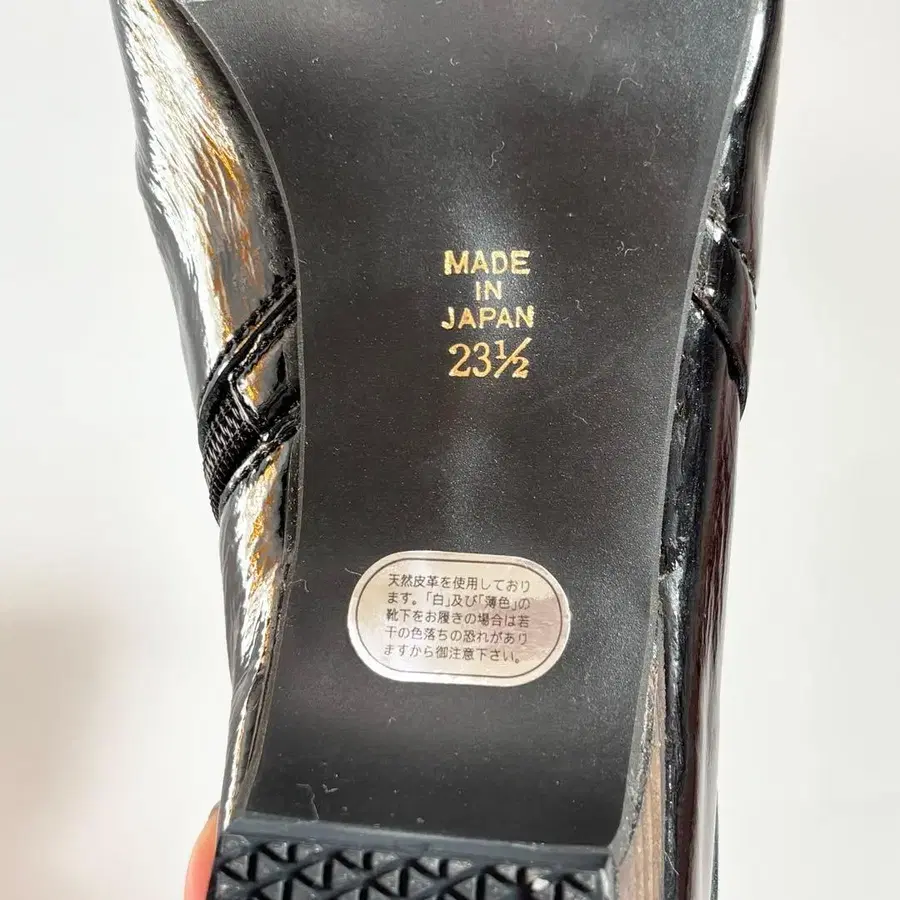 MADE
IN
JAPAN
23½
天然皮革を使用しており
ます。「白」及び「薄色」の
靴下をお履きの場合は若
干の色落ちの恐れがあり
ますから御注意下さい。